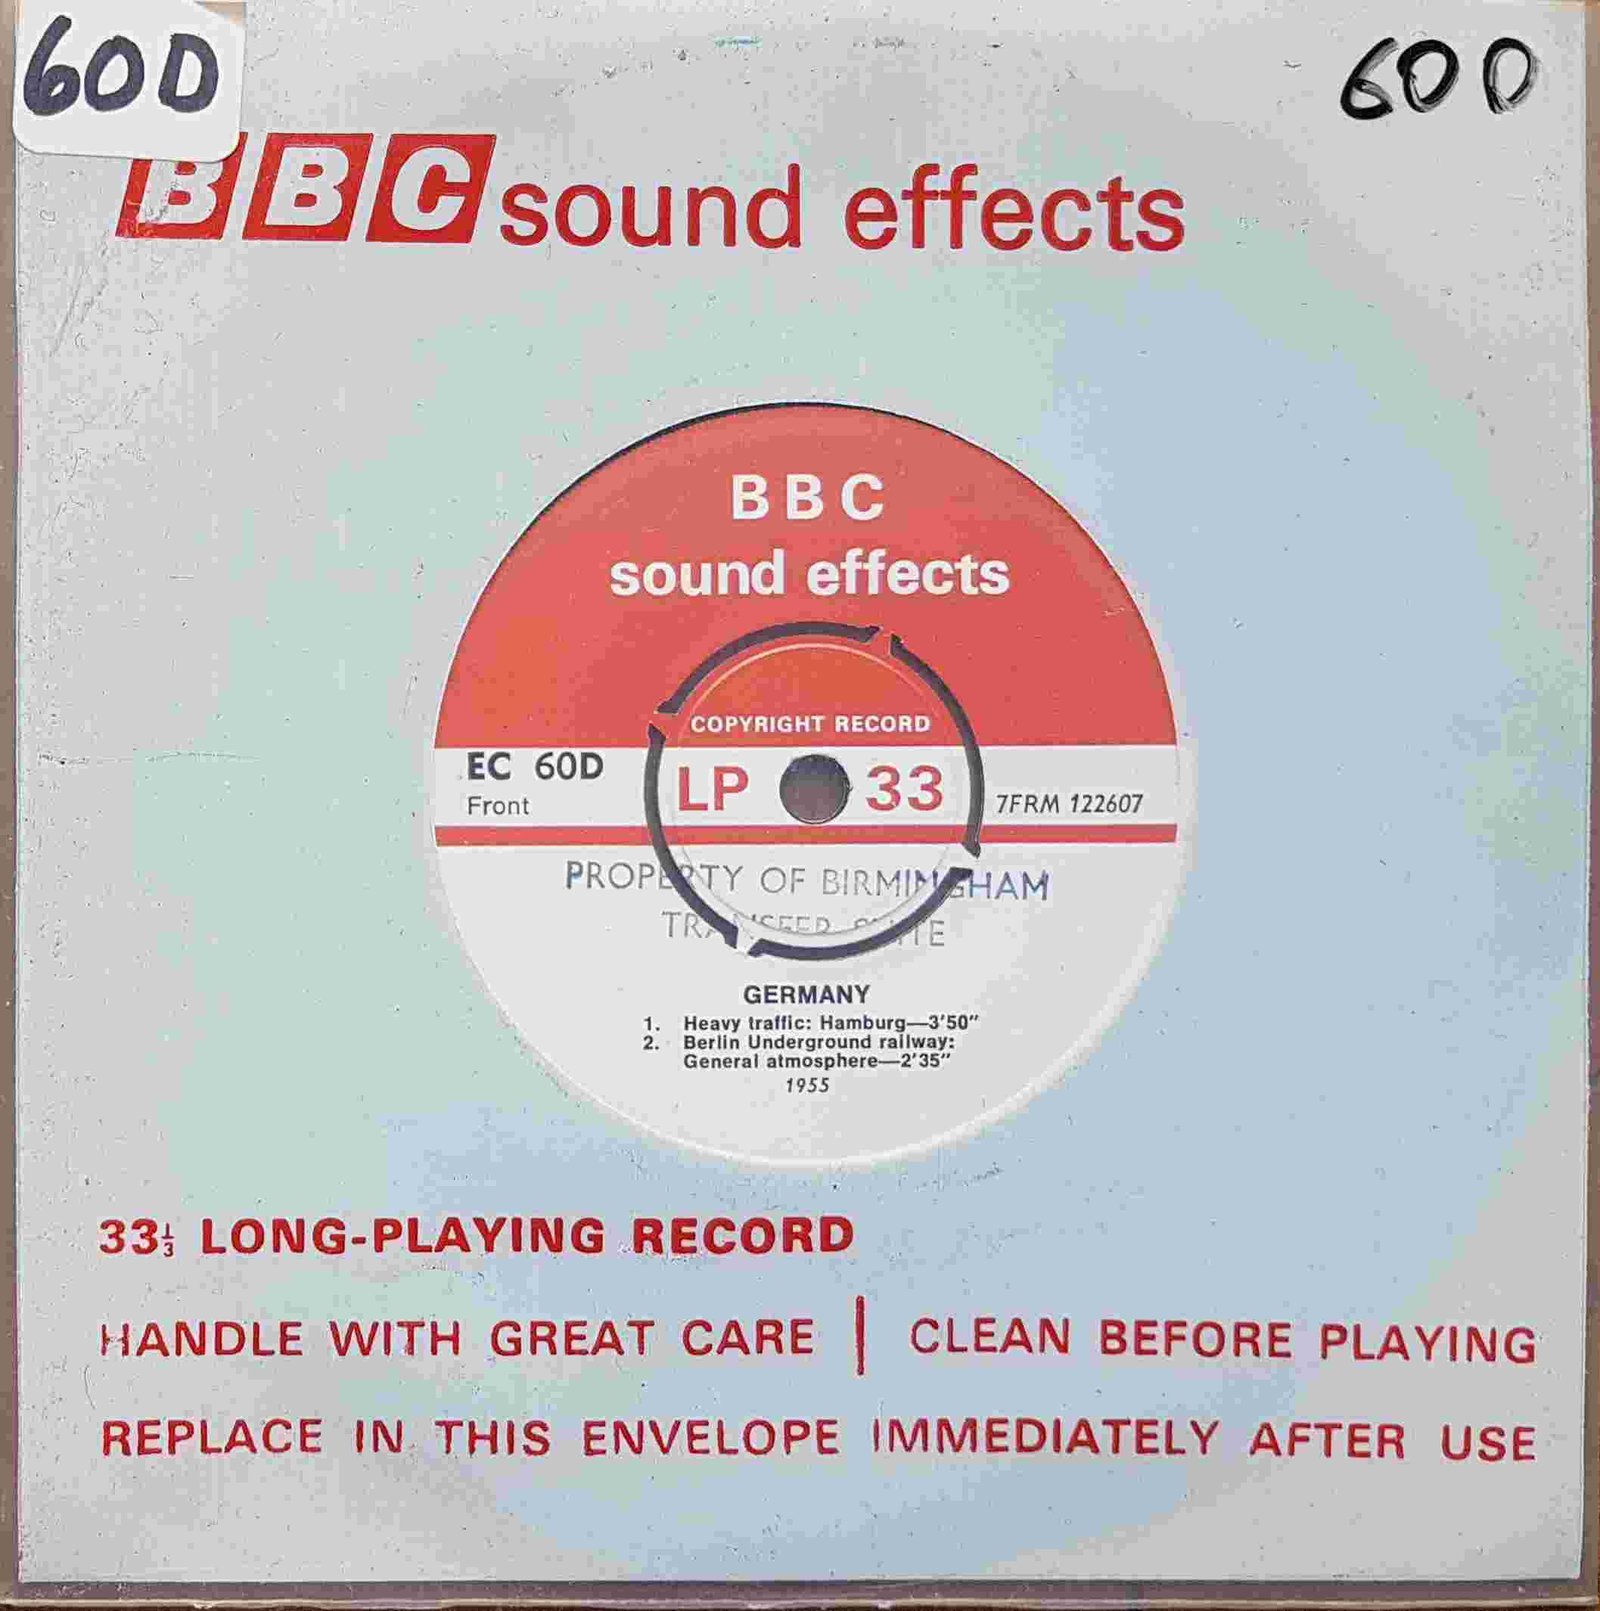 60D
60D
BBC sound effects
BBC
sound effects
COPYRIGHT RECORD
EC 60D
Front
LP 33
7FRM 122607
PROPERTY OF BIRMINGHAM
TRANSFER SUITE
GERMANY
1. Heavy traffic: Hamburg—3'50"
2. Berlin Underground railway:
General atmosphere—2'35"
1955
33⅓ LONG-PLAYING RECORD
HANDLE WITH GREAT CARE | CLEAN BEFORE PLAYING
REPLACE IN THIS ENVELOPE IMMEDIATELY AFTER USE